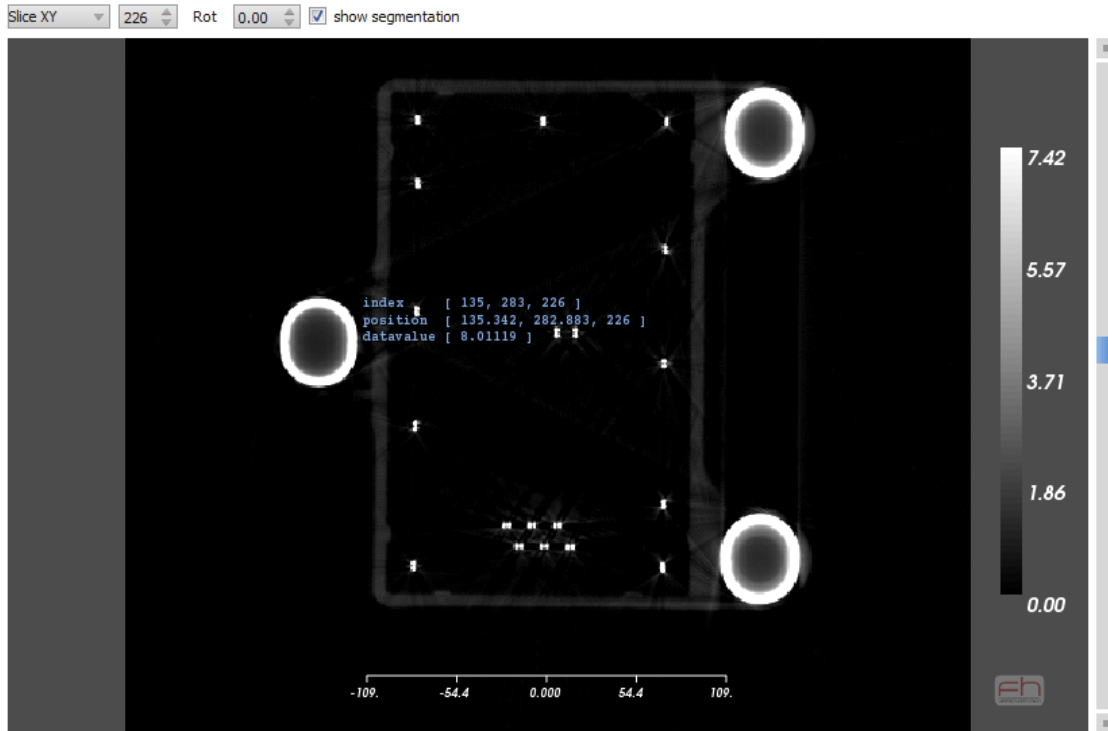 Slice XY 226 Rot 0.00 show segmentation
7.42
index [ 135, 283, 226 ]
5.57
position [ 135.342, 282.883, 226 ]
datavalue [ 8.01119 ]
3.71
1.86
0.00
-109. -54.4 0.000 54.4 109.
Fh